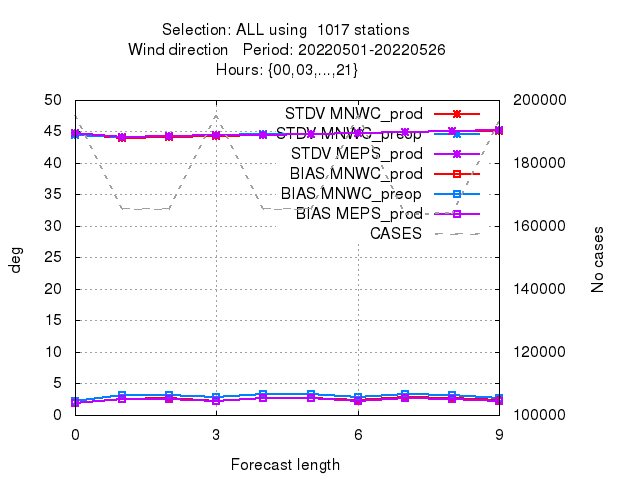 Selection: ALL using  1017 stations
Wind direction   Period: 20220501-20220526
Hours: {00,03,...,21}
50 200000
STDV MNWC_prod
45
STDV MNWC_preop
STDV MEPS_prod
40 180000
BIAS MNWC_prod
35
BIAS MNWC_preop
BIAS MEPS_prod
30 160000
CASES
25
20 140000
15
10 120000
5
0 100000
deg
No cases
0 3 6 9
Forecast length